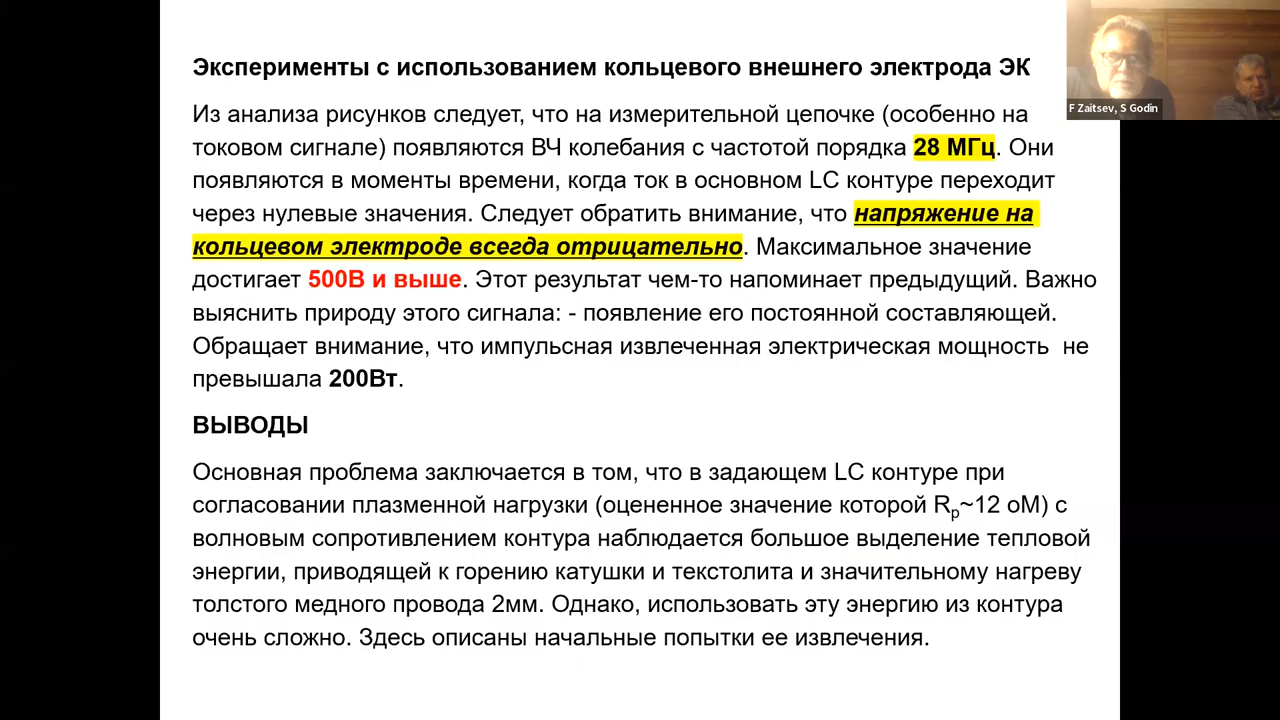 Эксперименты с использованием кольцевого внешнего электрода ЭК
F Zaitsev, S Godin
Из анализа рисунков следует, что на измерительной цепочке (особенно на
токовом сигнале) появляются ВЧ колебания с частотой порядка 28 МГц. Они
появляются в моменты времени, когда ток в основном LC контуре переходит
через нулевые значения. Следует обратить внимание, что напряжение на
кольцевом электроде всегда отрицательно. Максимальное значение
достигает 500В и выше. Этот результат чем-то напоминает предыдущий. Важно
выяснить природу этого сигнала: - появление его постоянной составляющей.
Обращает внимание, что импульсная извлеченная электрическая мощность  не
превышала 200Вт.
ВЫВОДЫ
Основная проблема заключается в том, что в задающем LC контуре при
согласовании плазменной нагрузки (оцененное значение которой Rp~12 оМ) с
волновым сопротивлением контура наблюдается большое выделение тепловой
энергии, приводящей к горению катушки и текстолита и значительному нагреву
толстого медного провода 2мм. Однако, использовать эту энергию из контура
очень сложно. Здесь описаны начальные попытки ее извлечения.